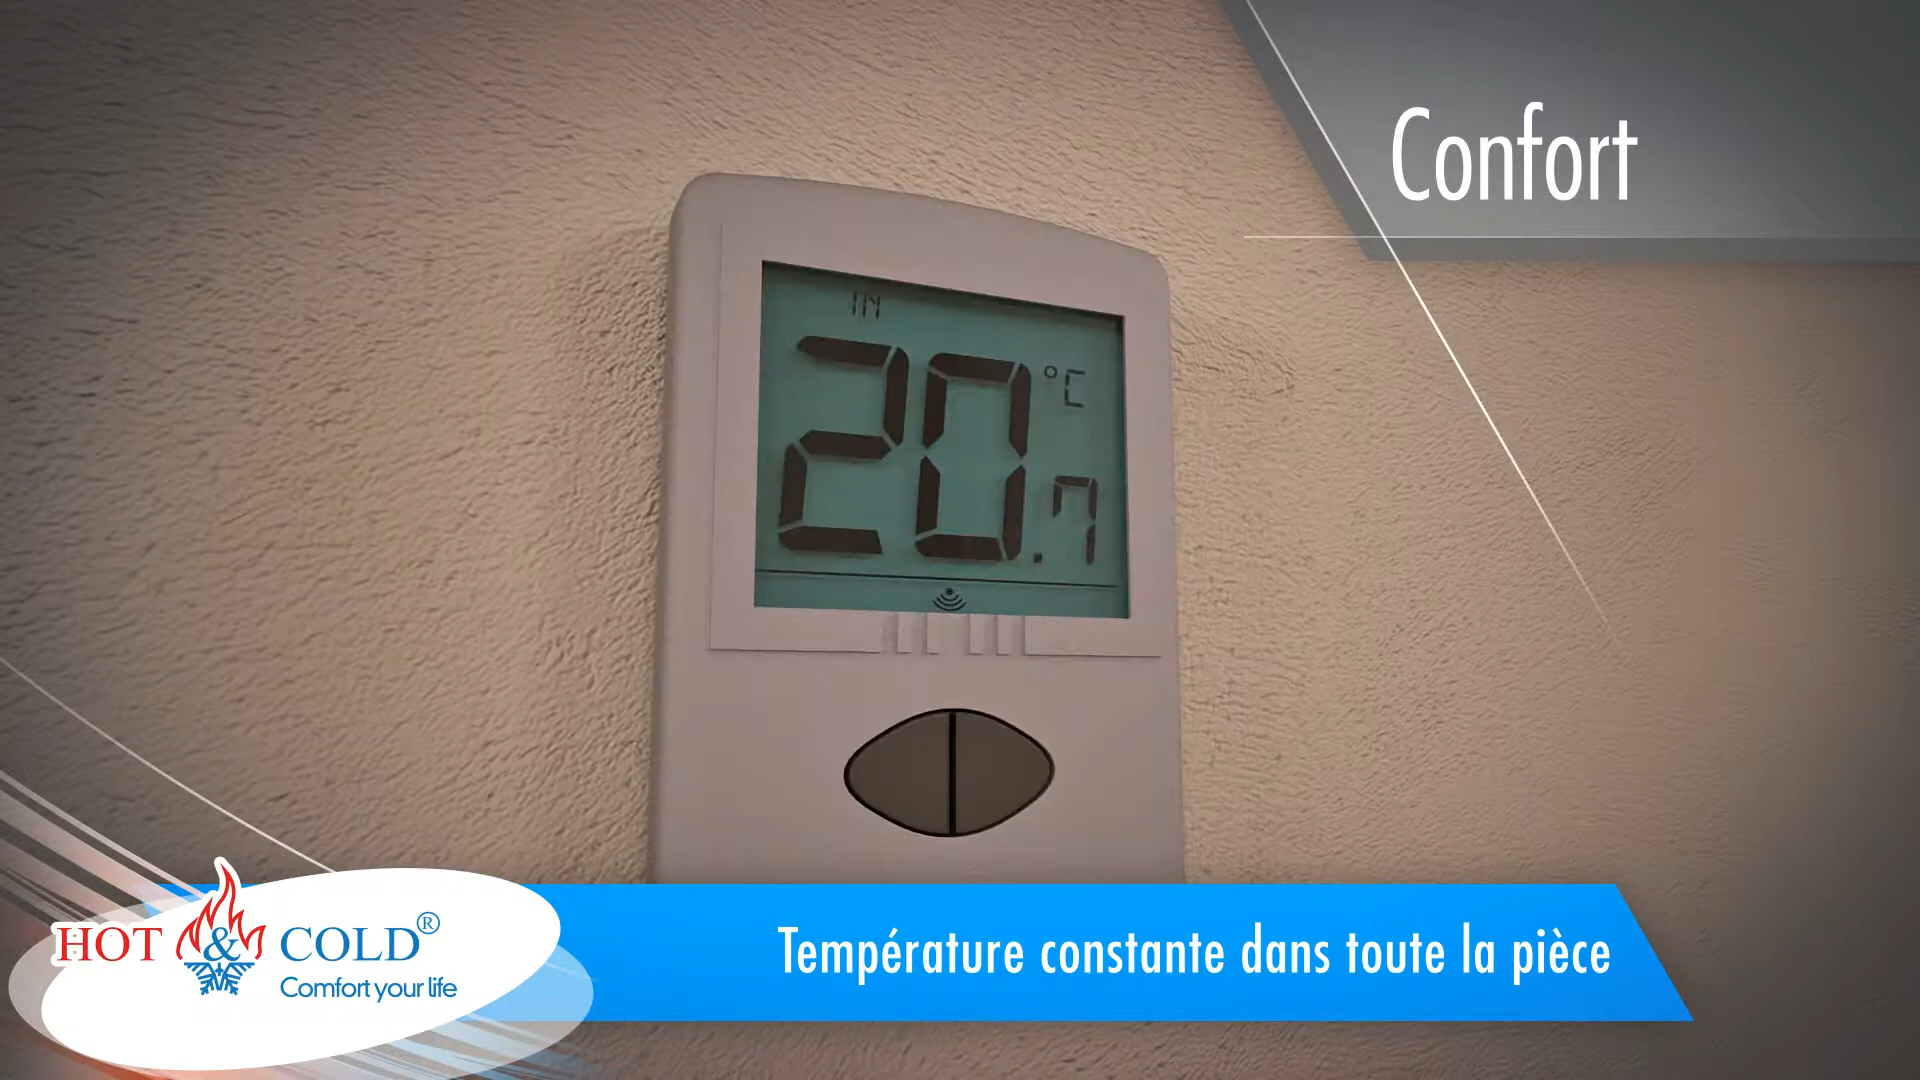 Confort
IN
20.7 °C
HOT & COLD®
Comfort your life
Température constante dans toute la pièce